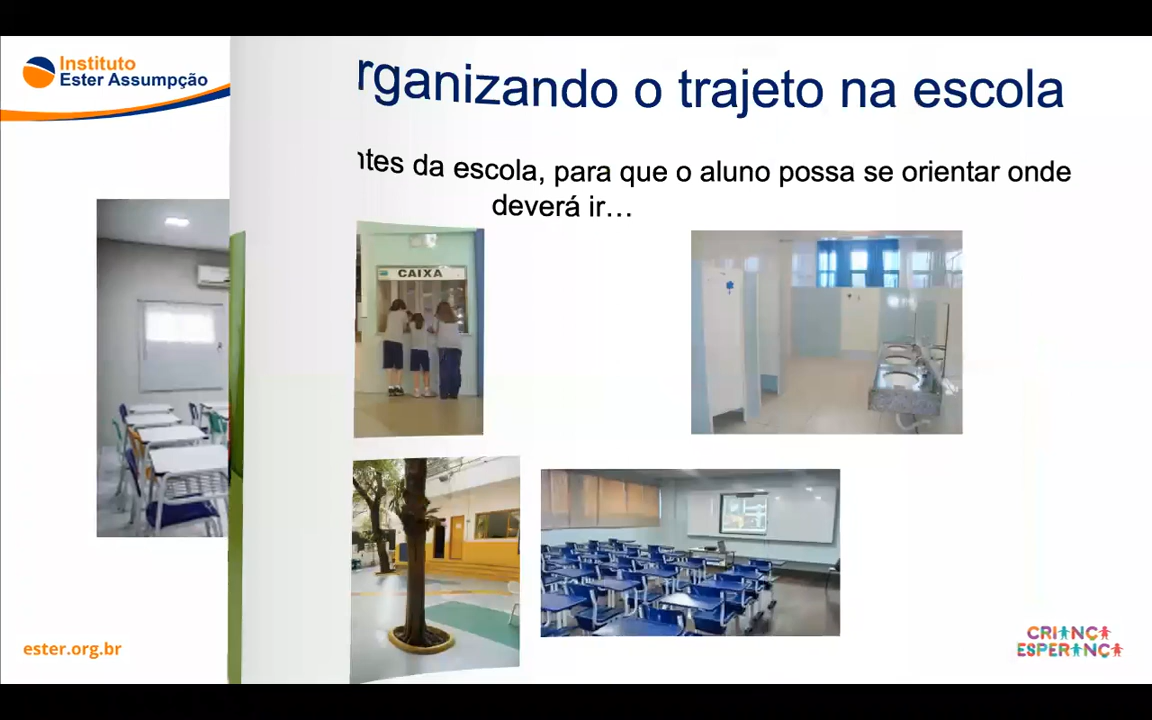 Instituto
Ester Assumpção
rganizando o trajeto na escola
ntes da escola, para que o aluno possa se orientar onde
deverá ir…
CAIXA
ester.org.br
CRIANÇA
ESPERANÇA